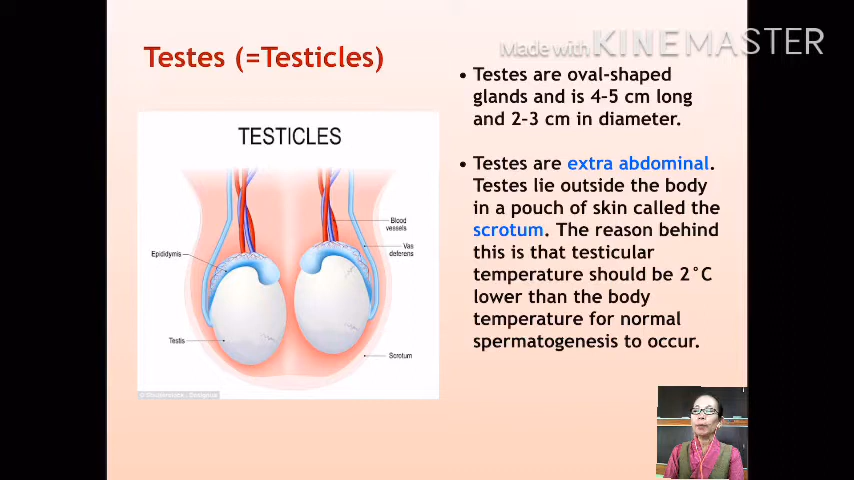 Made with KINEMASTER
Testes (=Testicles)
• Testes are oval-shaped
glands and is 4-5 cm long
and 2-3 cm in diameter.
TESTICLES
• Testes are extra abdominal.
Testes lie outside the body
in a pouch of skin called the
scrotum. The reason behind
this is that testicular
temperature should be 2°C
lower than the body
temperature for normal
spermatogenesis to occur.
Blood
vessels
Vas
deferens
Epididymis
Testis
Scrotum